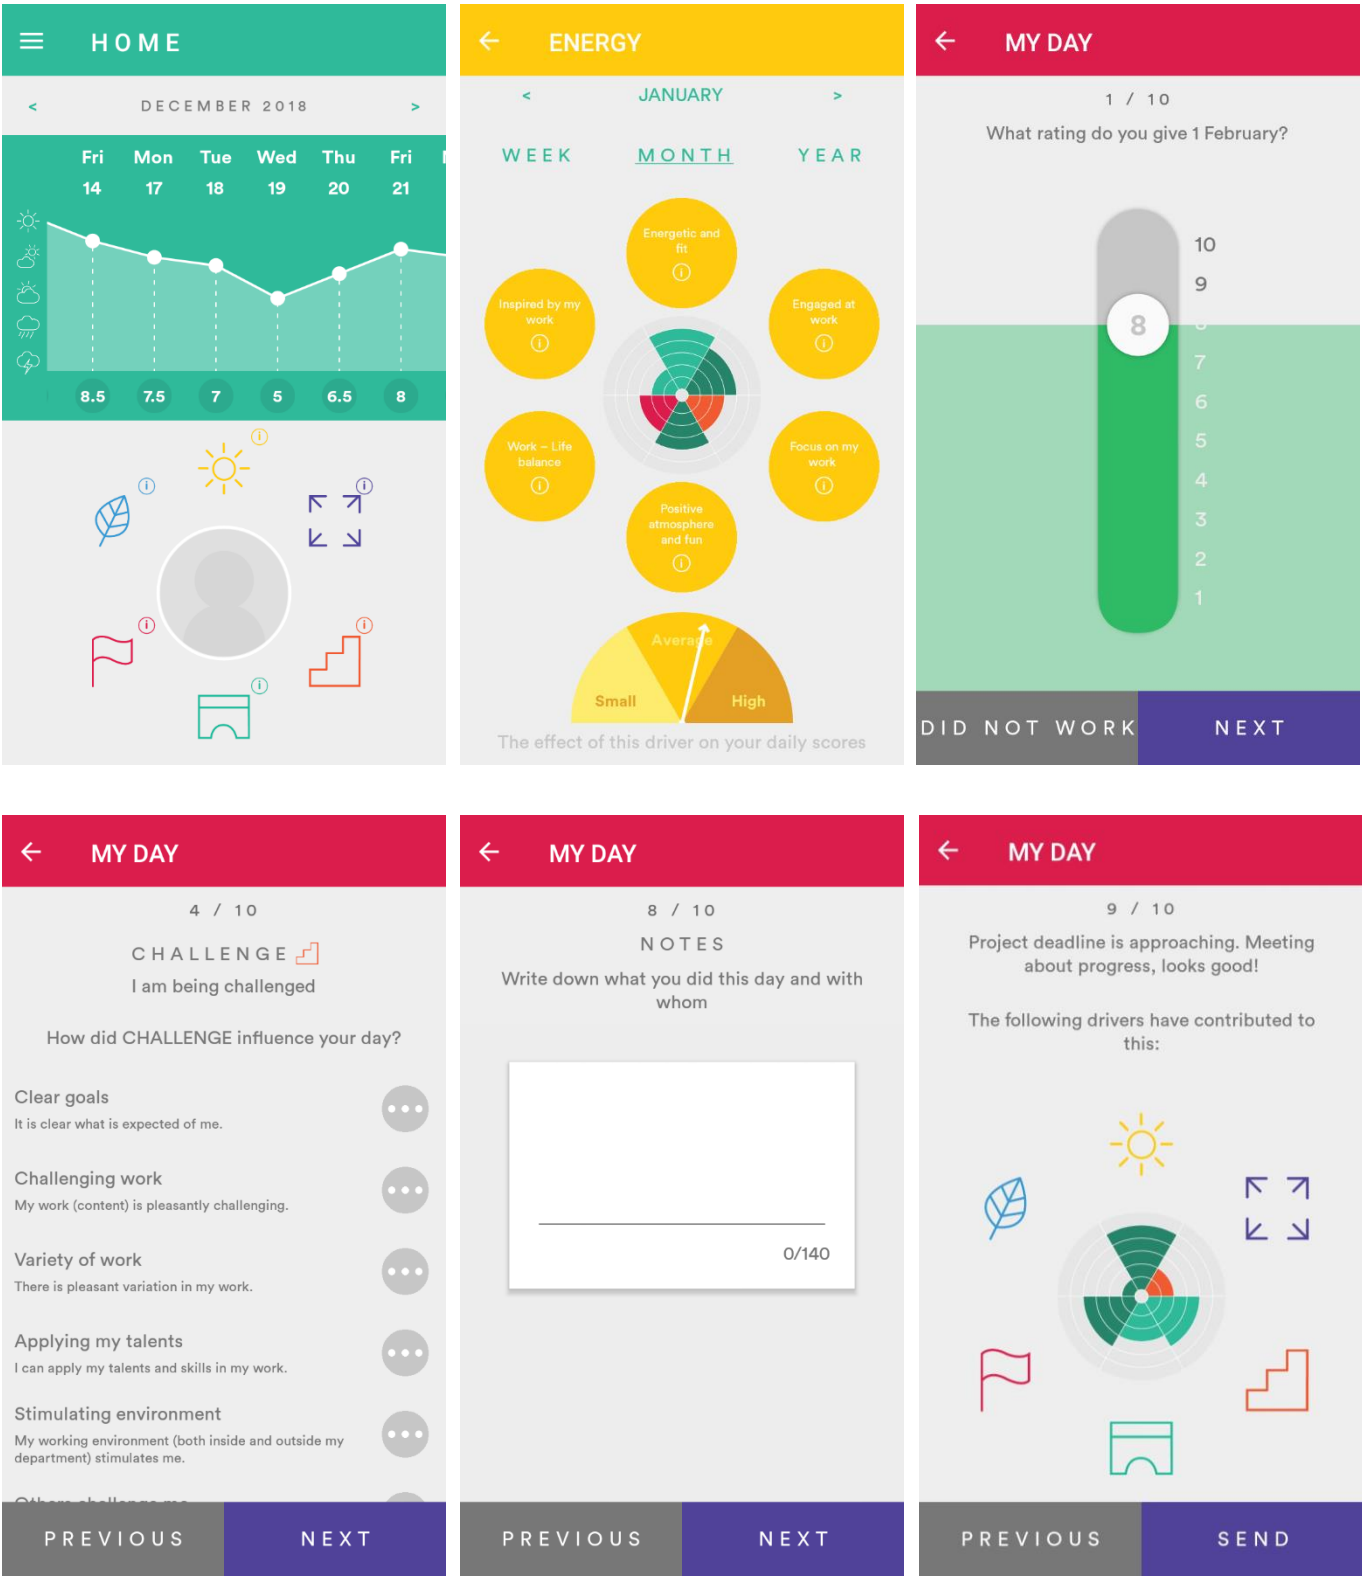 HOME
< DECEMBER 2018 >
Fri Mon Tue Wed Thu Fri
14 17 18 19 20 21
8.5 7.5 7 5 6.5 8
i
i
i
i
i
i
ENERGY
< JANUARY >
WEEK MONTH YEAR
Energetic and
fit
i
Inspired by my
work
i
Engaged at
work
i
Work – Life
balance
i
Focus on my
work
i
Positive
atmosphere
and fun
i
Average
Small
High
The effect of this driver on your daily scores
MY DAY
1 / 10
What rating do you give 1 February?
10
9
8
7
6
5
4
3
2
1
DID NOT WORK NEXT
MY DAY
4 / 10
CHALLENGE
I am being challenged
How did CHALLENGE influence your day?
Clear goals
It is clear what is expected of me.
Challenging work
My work (content) is pleasantly challenging.
Variety of work
There is pleasant variation in my work.
Applying my talents
I can apply my talents and skills in my work.
Stimulating environment
My working environment (both inside and outside my
department) stimulates me.
Others challenge me
PREVIOUS NEXT
MY DAY
8 / 10
NOTES
Write down what you did this day and with
whom
0/140
PREVIOUS NEXT
MY DAY
9 / 10
Project deadline is approaching. Meeting
about progress, looks good!
The following drivers have contributed to
this:
PREVIOUS SEND